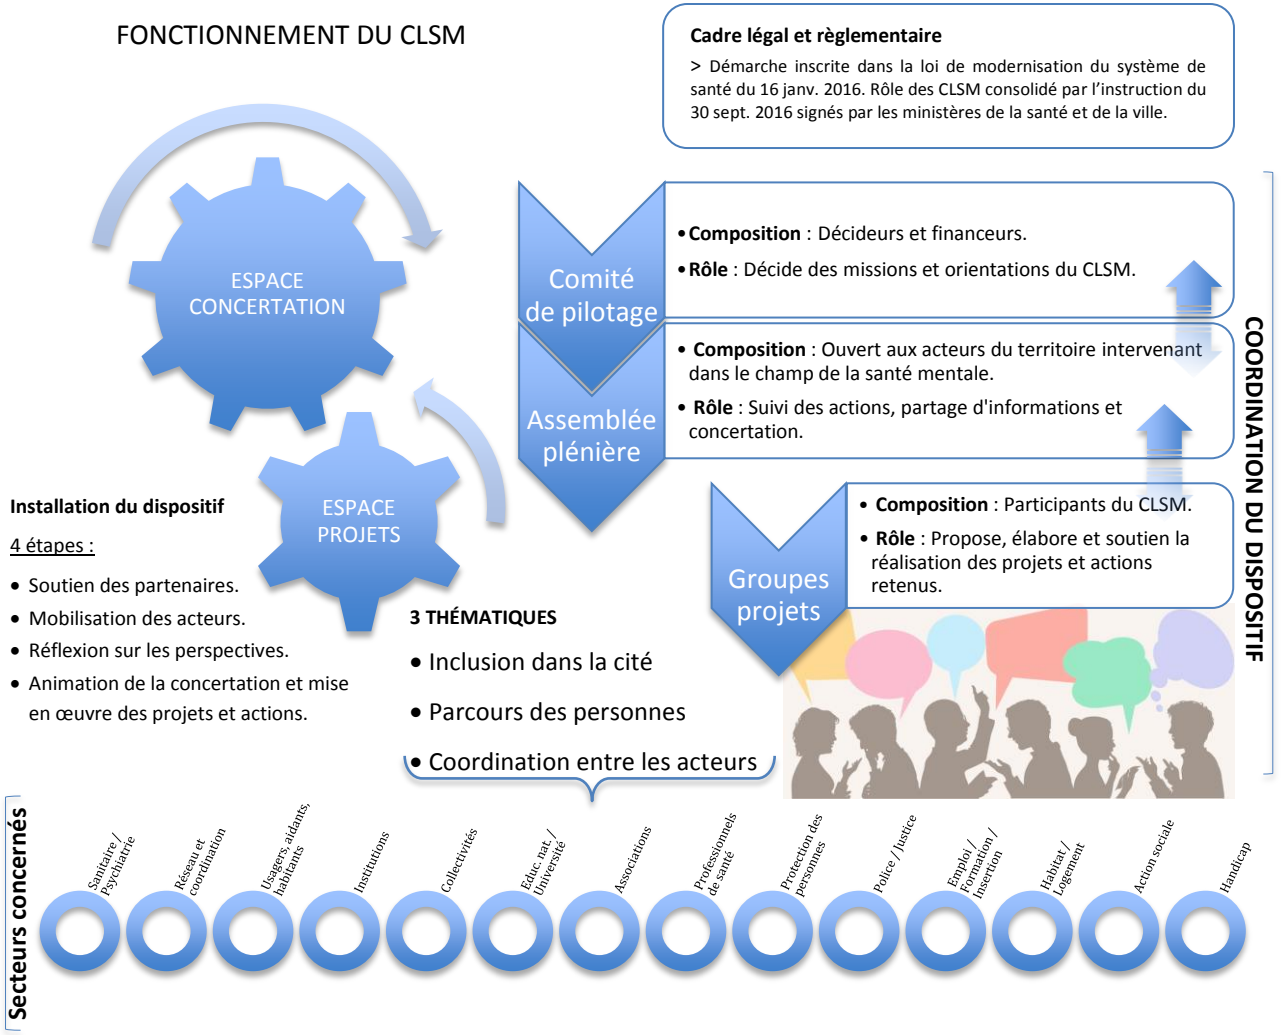 FONCTIONNEMENT DU CLSM
Cadre légal et règlementaire
> Démarche inscrite dans la loi de modernisation du système de
santé du 16 janv. 2016. Rôle des CLSM consolidé par l'instruction du
30 sept. 2016 signés par les ministères de la santé et de la ville.
ESPACE
CONCERTATION
ESPACE
PROJETS
Comité
de pilotage
•Composition : Décideurs et financeurs.
•Rôle : Décide des missions et orientations du CLSM.
Assemblée
plénière
• Composition : Ouvert aux acteurs du territoire intervenant
dans le champ de la santé mentale.
• Rôle : Suivi des actions, partage d'informations et
concertation.
Groupes
projets
• Composition : Participants du CLSM.
• Rôle : Propose, élabore et soutien la
réalisation des projets et actions
retenus.
COORDINATION DU DISPOSITIF
Installation du dispositif
4 étapes :
• Soutien des partenaires.
• Mobilisation des acteurs.
• Réflexion sur les perspectives.
• Animation de la concertation et mise
en œuvre des projets et actions.
3 THÉMATIQUES
• Inclusion dans la cité
• Parcours des personnes
• Coordination entre les acteurs
Secteurs concernés
Sanitaire /
Psychiatrie
Réseau et
coordination
Usagers, aidants,
habitants
Institutions
Collectivités
Educ. nat. /
Université
Associations
Professionnels
de santé
Protection des
personnes
Police / Justice
Emploi /
Formation /
Insertion
Habitat /
Logement
Action sociale
Handicap